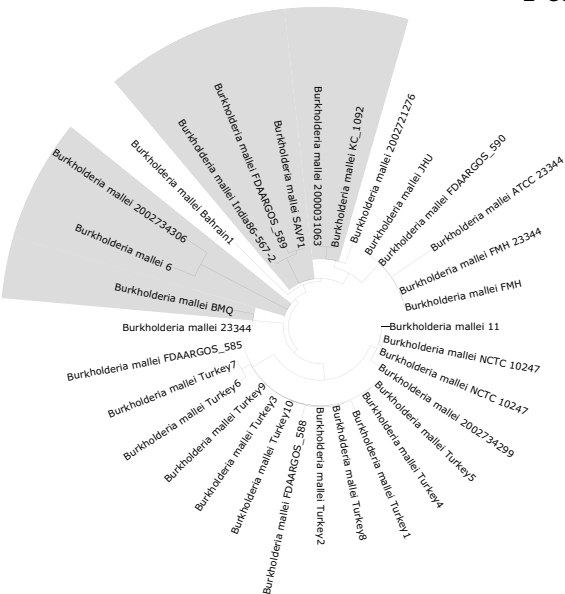 Burkholderia mallei 2002734306
Burkholderia mallei 6
Burkholderia mallei BMQ
Burkholderia mallei Bahrain1
Burkholderia mallei India86-567-2
Burkholderia mallei FDAARGOS_589
Burkholderia mallei SAVP1
Burkholderia mallei 2000031063
Burkholderia mallei KC_1092
Burkholderia mallei 2002721276
Burkholderia mallei JHU
Burkholderia mallei FDAARGOS_590
Burkholderia mallei ATCC 23344
Burkholderia mallei FMH 23344
Burkholderia mallei FMH
Burkholderia mallei 11
Burkholderia mallei NCTC 10247
Burkholderia mallei NCTC 10247
Burkholderia mallei 2002734299
Burkholderia mallei Turkey5
Burkholderia mallei Turkey4
Burkholderia mallei Turkey1
Burkholderia mallei Turkey8
Burkholderia mallei Turkey2
Burkholderia mallei FDAARGOS_588
Burkholderia mallei Turkey10
Burkholderia mallei Turkey3
Burkholderia mallei Turkey9
Burkholderia mallei Turkey6
Burkholderia mallei Turkey7
Burkholderia mallei FDAARGOS_585
Burkholderia mallei 23344